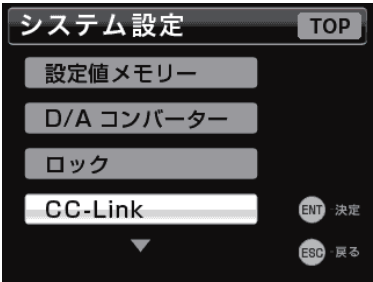 システム設定 TOP
設定値メモリー
D/A コンバーター
ロック
CC-Link
ENT 決定
ESC 戻る